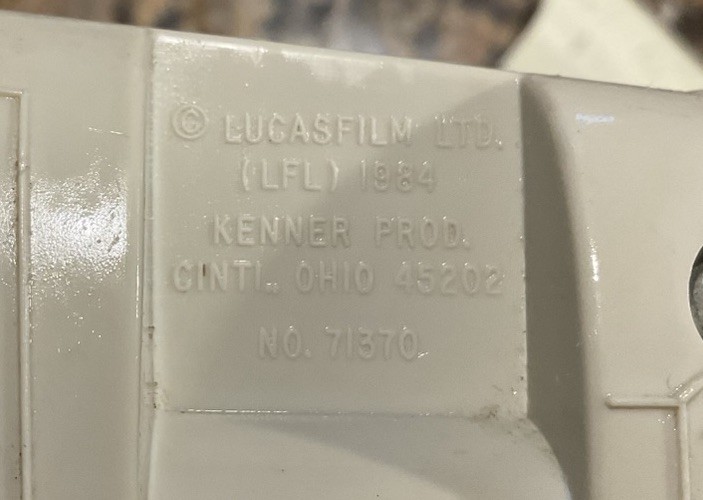 © LUCASFILM LTD.
(LFL) 1984
KENNER PROD.
CINTI., OHIO 45202
NO. 71370